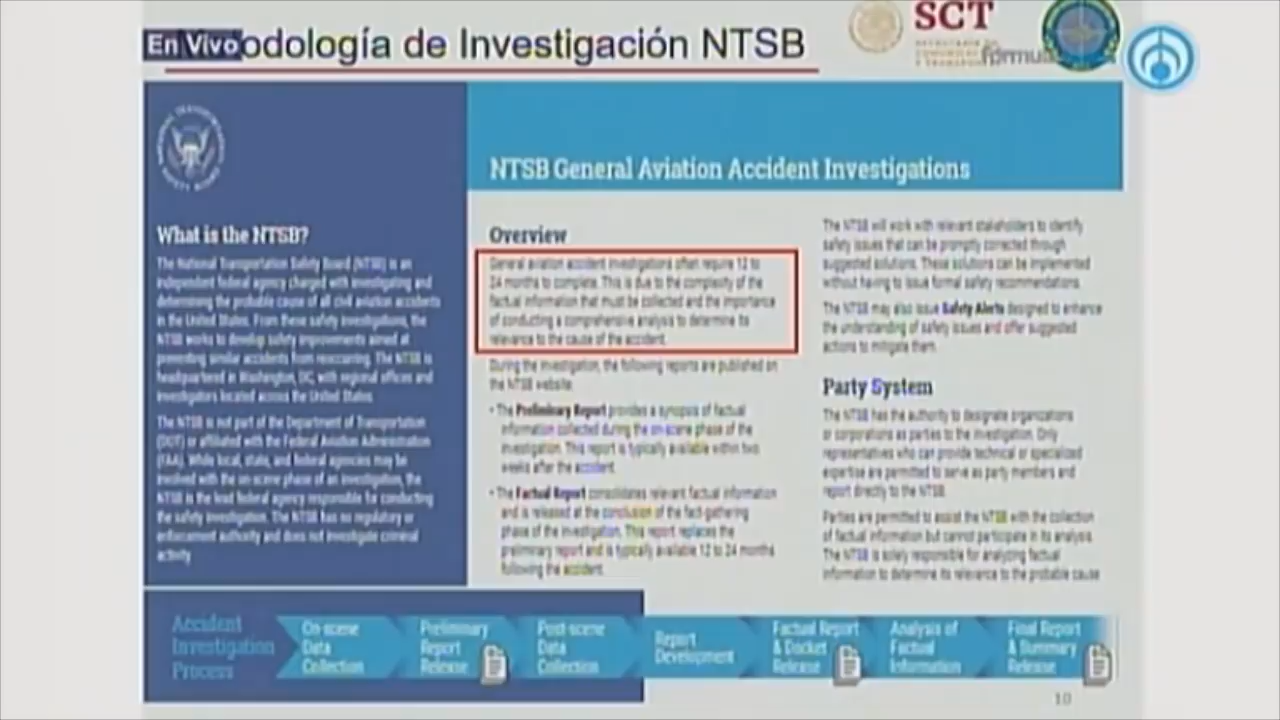 En Vivo
odología de Investigación NTSB
SCT
fórmula
NTSB General Aviation Accident Investigations
What is the NTSB?
The National Transportation Safety Board (NTSB) is an
independent federal agency charged with investigating and
determining the probable cause of all civil aviation accidents
in the United States. From these safety investigations, the
NTSB works to develop safety improvements aimed at
preventing similar accidents from reoccurring. The NTSB is
headquartered in Washington, DC, with regional offices and
investigators located across the United States.
The NTSB is not part of the Department of Transportation
(DOT) or affiliated with the Federal Aviation Administration
(FAA). While local, state, and federal agencies may be
involved with the on-scene phase of an investigation, the
NTSB is the lead federal agency responsible for conducting
the safety investigation. The NTSB has no regulatory or
enforcement authority and does not investigate criminal
activity.
Overview
General aviation accident investigations often require 12 to
24 months to complete. This is due to the complexity of the
factual information that must be collected and the importance
of conducting a comprehensive analysis to determine its
relevance to the cause of the accident.
During the investigation, the following reports are published on
the NTSB website:
• The Preliminary Report provides a synopsis of factual
information collected during the on-scene phase of the
investigation. This report is typically available within two
weeks after the accident.
• The Factual Report consolidates relevant factual information
and is released at the conclusion of the fact-gathering
phase of the investigation. This report replaces the
preliminary report and is typically available 12 to 24 months
following the accident.
The NTSB will work with relevant stakeholders to identify
safety issues that can be promptly corrected through
suggested solutions. These solutions can be implemented
without having to issue formal safety recommendations.
The NTSB may also issue Safety Alerts designed to enhance
the understanding of safety issues and offer suggested
actions to mitigate them.
Party System
The NTSB has the authority to designate organizations
or corporations as parties to the investigation. Only
representatives who can provide technical or specialized
expertise are permitted to serve as party members and
report directly to the NTSB.
Parties are permitted to assist the NTSB with the collection
of factual information but cannot participate in its analysis.
The NTSB is solely responsible for analyzing factual
information to determine its relevance to the probable cause
Accident
Investigation
Process
On-scene
Data
Collection
Preliminary
Report
Release
Post-scene
Data
Collection
Report
Development
Factual Report
& Docket
Release
Analysis of
Factual
Information
Final Report
& Summary
Release
10